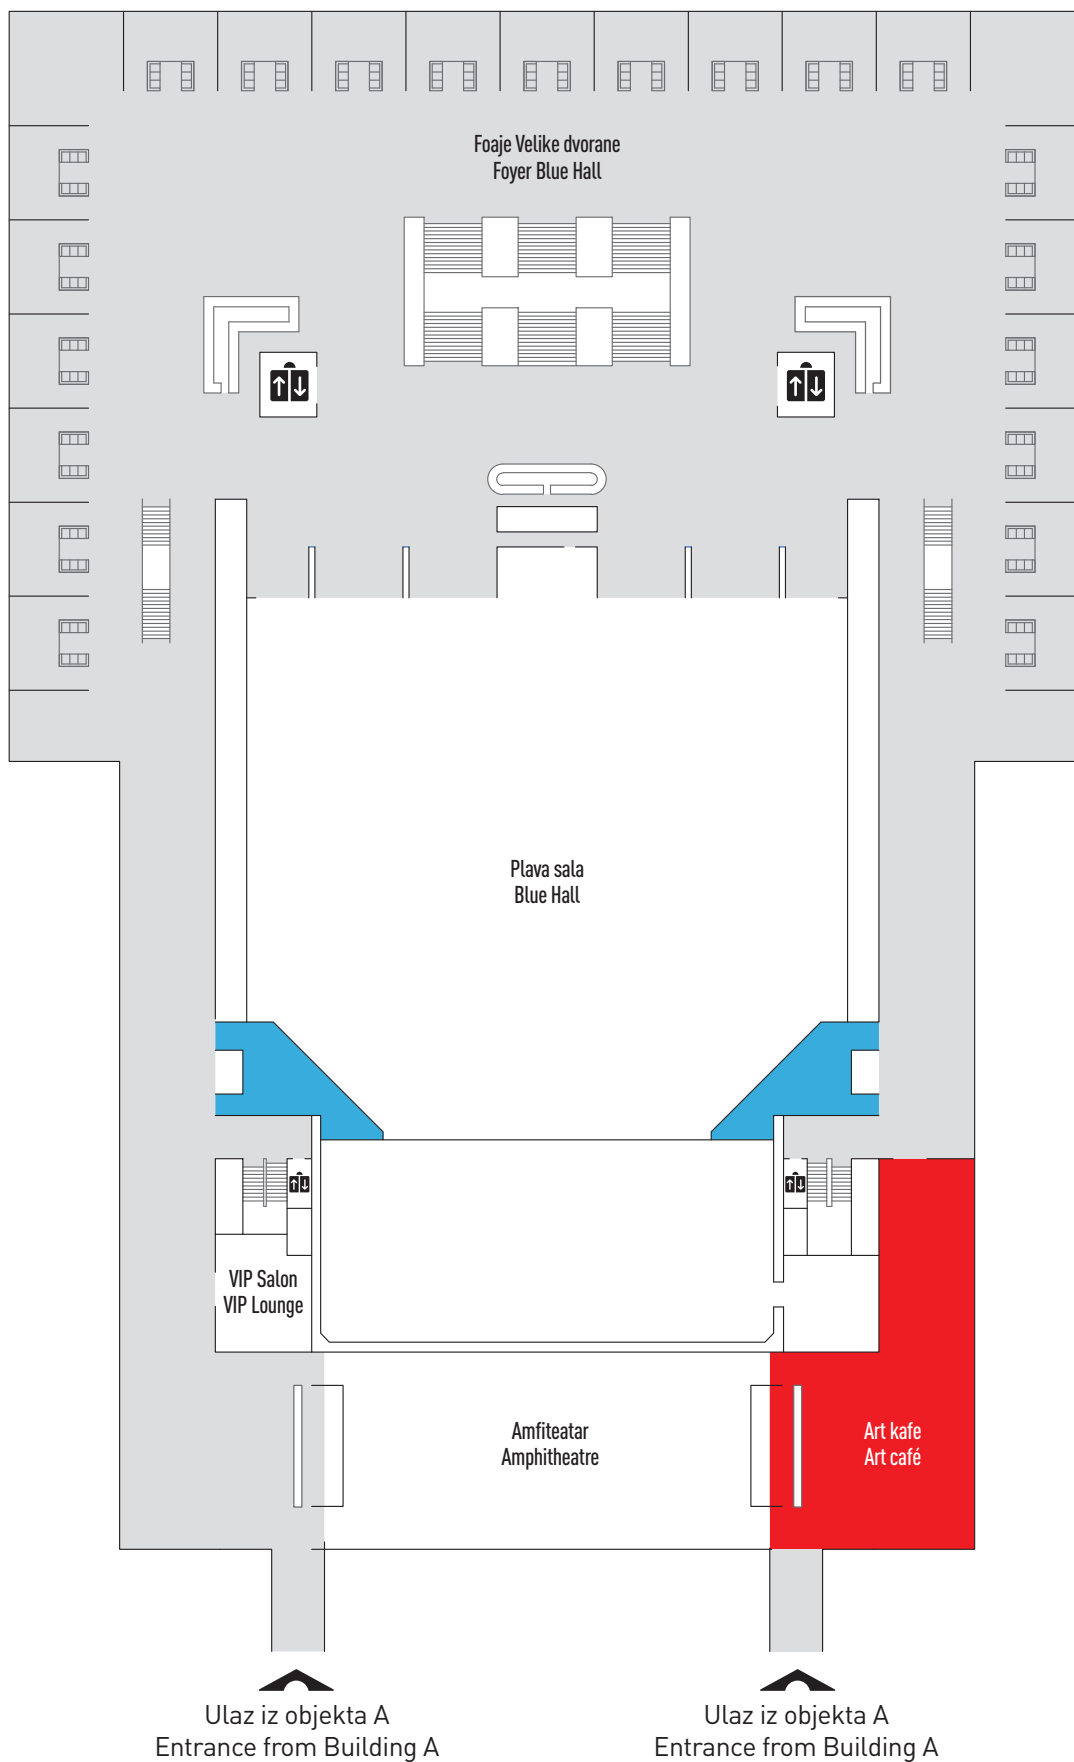 Foaje Velike dvorane
Foyer Blue Hall
Plava sala
Blue Hall
VIP Salon
VIP Lounge
Amfiteatar
Amphitheatre
Art kafe
Art café
Ulaz iz objekta A
Entrance from Building A
Ulaz iz objekta A
Entrance from Building A